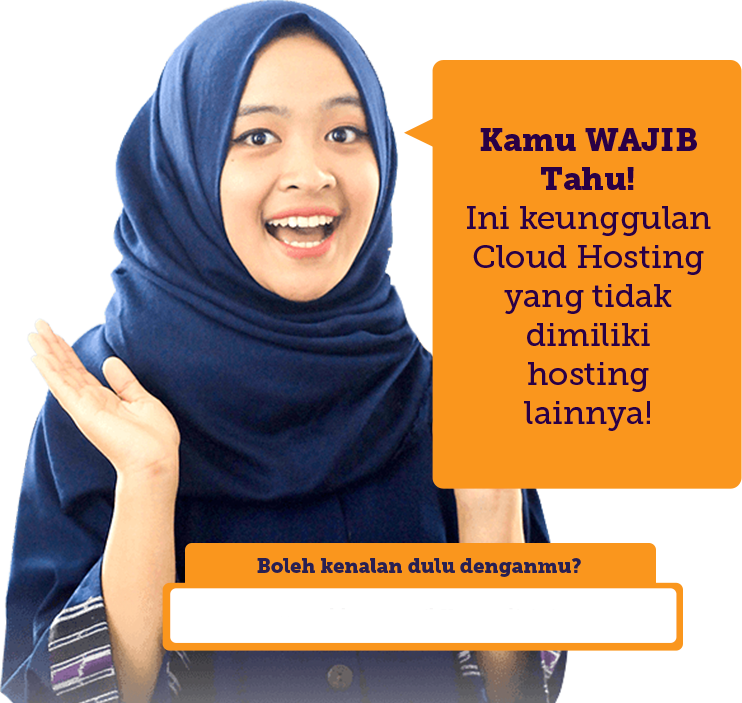 Kamu WAJIB
Tahu!
Ini keunggulan
Cloud Hosting
yang tidak
dimiliki
hosting
lainnya!
Boleh kenalan dulu denganmu?